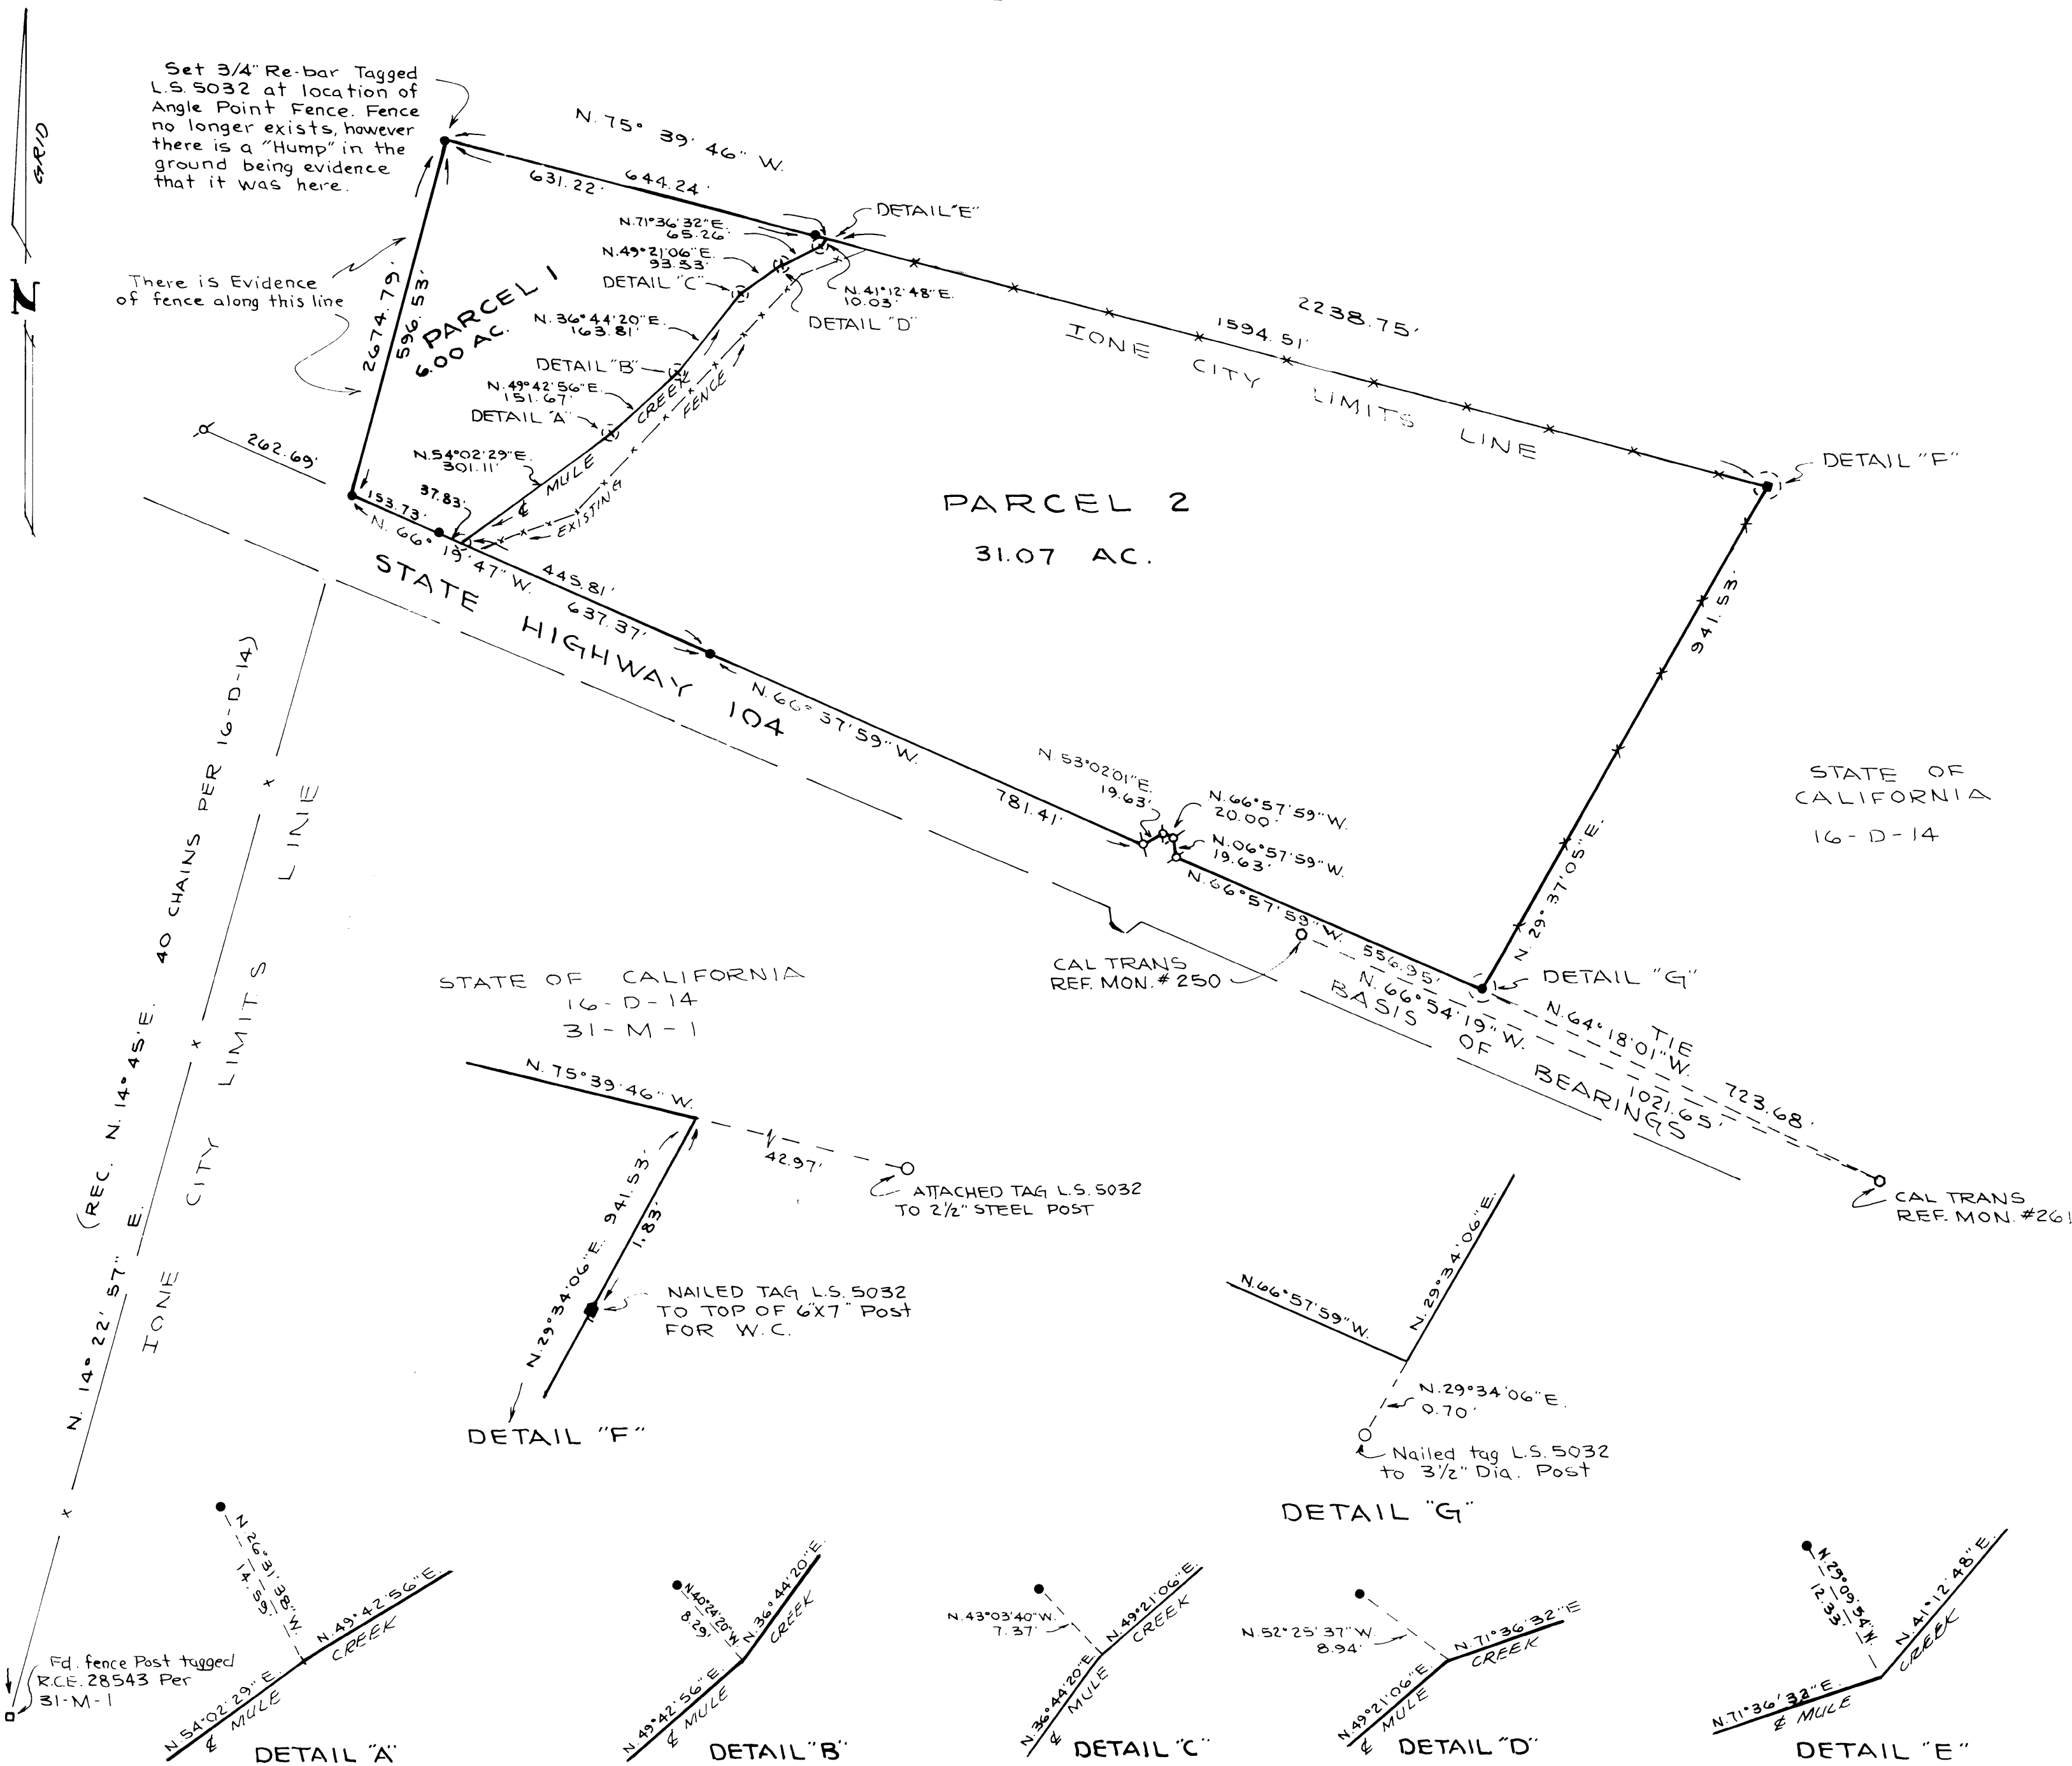 GRID
N
Set 3/4" Re-bar Tagged
L.S. 5032 at location of
Angle Point Fence. Fence
no longer exists, however
there is a "Hump" in the
ground being evidence
that it was here.
There is Evidence
of fence along this line
N. 75° 39' 46" W.
631.22'
644.24'
DETAIL "E"
N.71°36'32"E.
65.26'
N.49°21'06"E.
93.53'
DETAIL "C"
N.41°12'48"E.
10.03'
DETAIL "D"
N.36°44'20"E.
163.81'
DETAIL "B"
N.49°42'56"E.
151.67'
DETAIL "A"
N.54°02'29"E.
301.11'
2674.79'
596.53'
PARCEL 1
6.00 AC.
CREEK
FENCE
MULE
℄
EXISTING
262.69'
153.73'
37.83'
N. 66° 19' 47" W.
445.81'
637.37'
STATE HIGHWAY 104
2238.75'
1594.51'
IONE CITY LIMITS LINE
DETAIL "F"
PARCEL 2
31.07 AC.
941.53'
N. 29° 37' 05" E.
STATE OF
CALIFORNIA
16-D-14
N. 66° 37' 59" W.
781.41'
N.53°02'01"E.
19.63'
N.66°57'59"W.
20.00'
N.06°57'59"W.
19.63'
N.66°57'59"W.
556.95'
CAL TRANS
REF. MON. #250
DETAIL "G"
N. 66°54'19" W.
1021.65'
BASIS OF BEARINGS
TIE
N.64°18'01"W.
723.68'
CAL TRANS
REF. MON. #261
(REC. N. 14° 45' E. 40 CHAINS PER 16-D-14)
N. 14° 22' 57" E.
IONE CITY LIMITS LINE
STATE OF CALIFORNIA
16-D-14
31-M-1
N. 75°39'46" W.
42.97'
ATTACHED TAG L.S. 5032
TO 2½" STEEL POST
N.29°34'06"E. 941.53'
1.83'
NAILED TAG L.S. 5032
TO TOP OF 6"X7" Post
FOR W.C.
DETAIL "F"
N.66°57'59"W.
N.29°34'06"E.
N.29°34'06"E.
0.70'
Nailed tag L.S. 5032
to 3½" Dia. Post
DETAIL "G"
Fd. fence Post tagged
R.C.E. 28543 Per
31-M-1
N.26°31'38"W.
14.59'
N.49°42'56"E.
CREEK
N.54°02'29"E.
℄ MULE
DETAIL "A"
N.40°24'20"W.
8.29'
N.36°44'20"E.
CREEK
N.49°42'56"E.
℄ MULE
DETAIL "B"
N.43°03'40"W.
7.37'
N.49°21'06"E.
CREEK
N.36°44'20"E.
℄ MULE
DETAIL "C"
N.52°25'37"W.
8.94'
N.71°36'32"E
CREEK
N.49°21'06"E.
℄ MULE
DETAIL "D"
N.29°09'54"W.
12.33'
N.41°12'48"E.
CREEK
N.71°36'32"E.
℄ MULE
DETAIL "E"